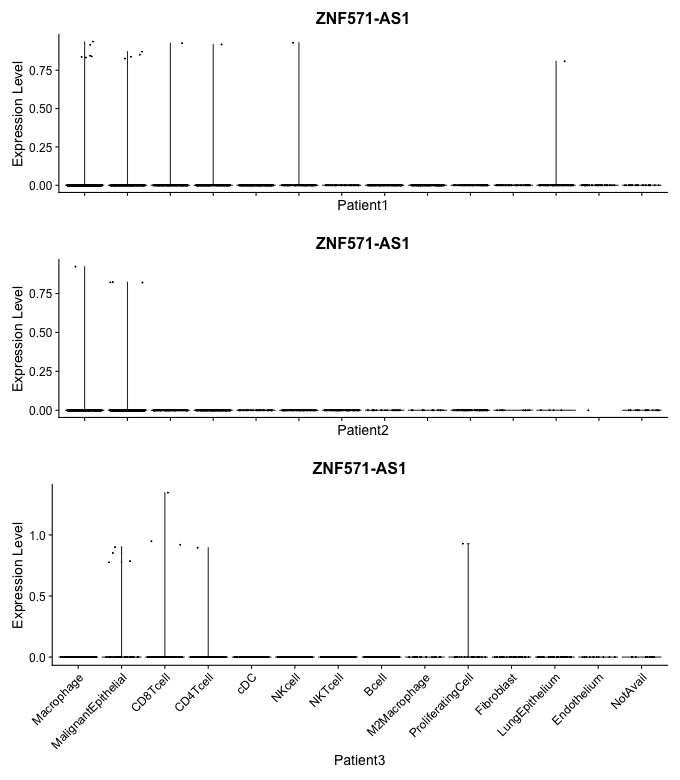 ZNF571-AS1
Expression Level
0.75
0.50
0.25
0.00
Patient1
ZNF571-AS1
Expression Level
0.75
0.50
0.25
0.00
Patient2
ZNF571-AS1
Expression Level
1.0
0.5
0.0
Macrophage
MalignantEpithelial
CD8Tcell
CD4Tcell
cDC
NKcell
NKTcell
Bcell
M2Macrophage
ProliferatingCell
Fibroblast
LungEpithelium
Endothelium
NotAvail
Patient3